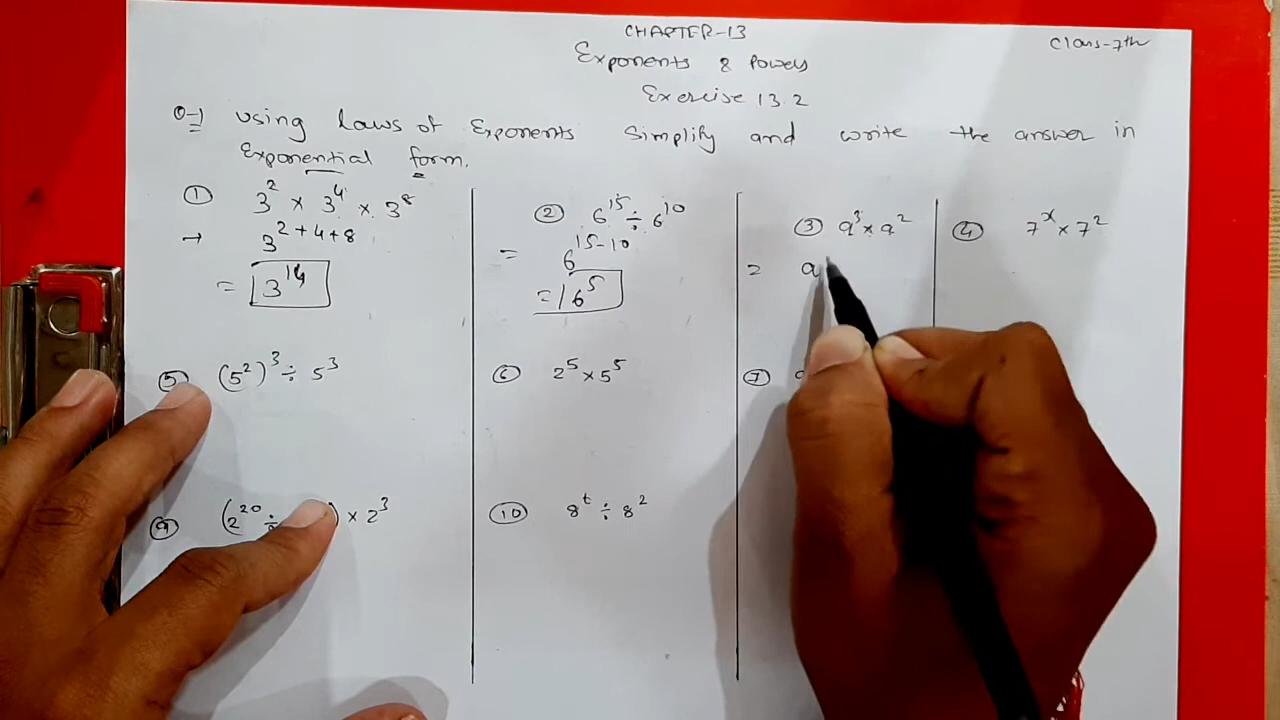 CHAPTER-13
Class-7th
Exponents & Powers
Exercise 13.2
Q-1 Using Laws of Exponents Simplify and write the answer in
Exponential form.
① 3² × 3⁴ × 3⁸
→ 3²⁺⁴⁺⁸
= 3¹⁴
② 6¹⁵ ÷ 6¹⁰
= 6¹⁵⁻¹⁰
= 6⁵
③ a³ × a²
= a
④ 7ˣ × 7²
⑤ (5²)³ ÷ 5³
⑥ 2⁵ × 5⁵
⑦
⑨ (2²⁰ ÷ ) × 2³
⑩ 8ᵗ ÷ 8²